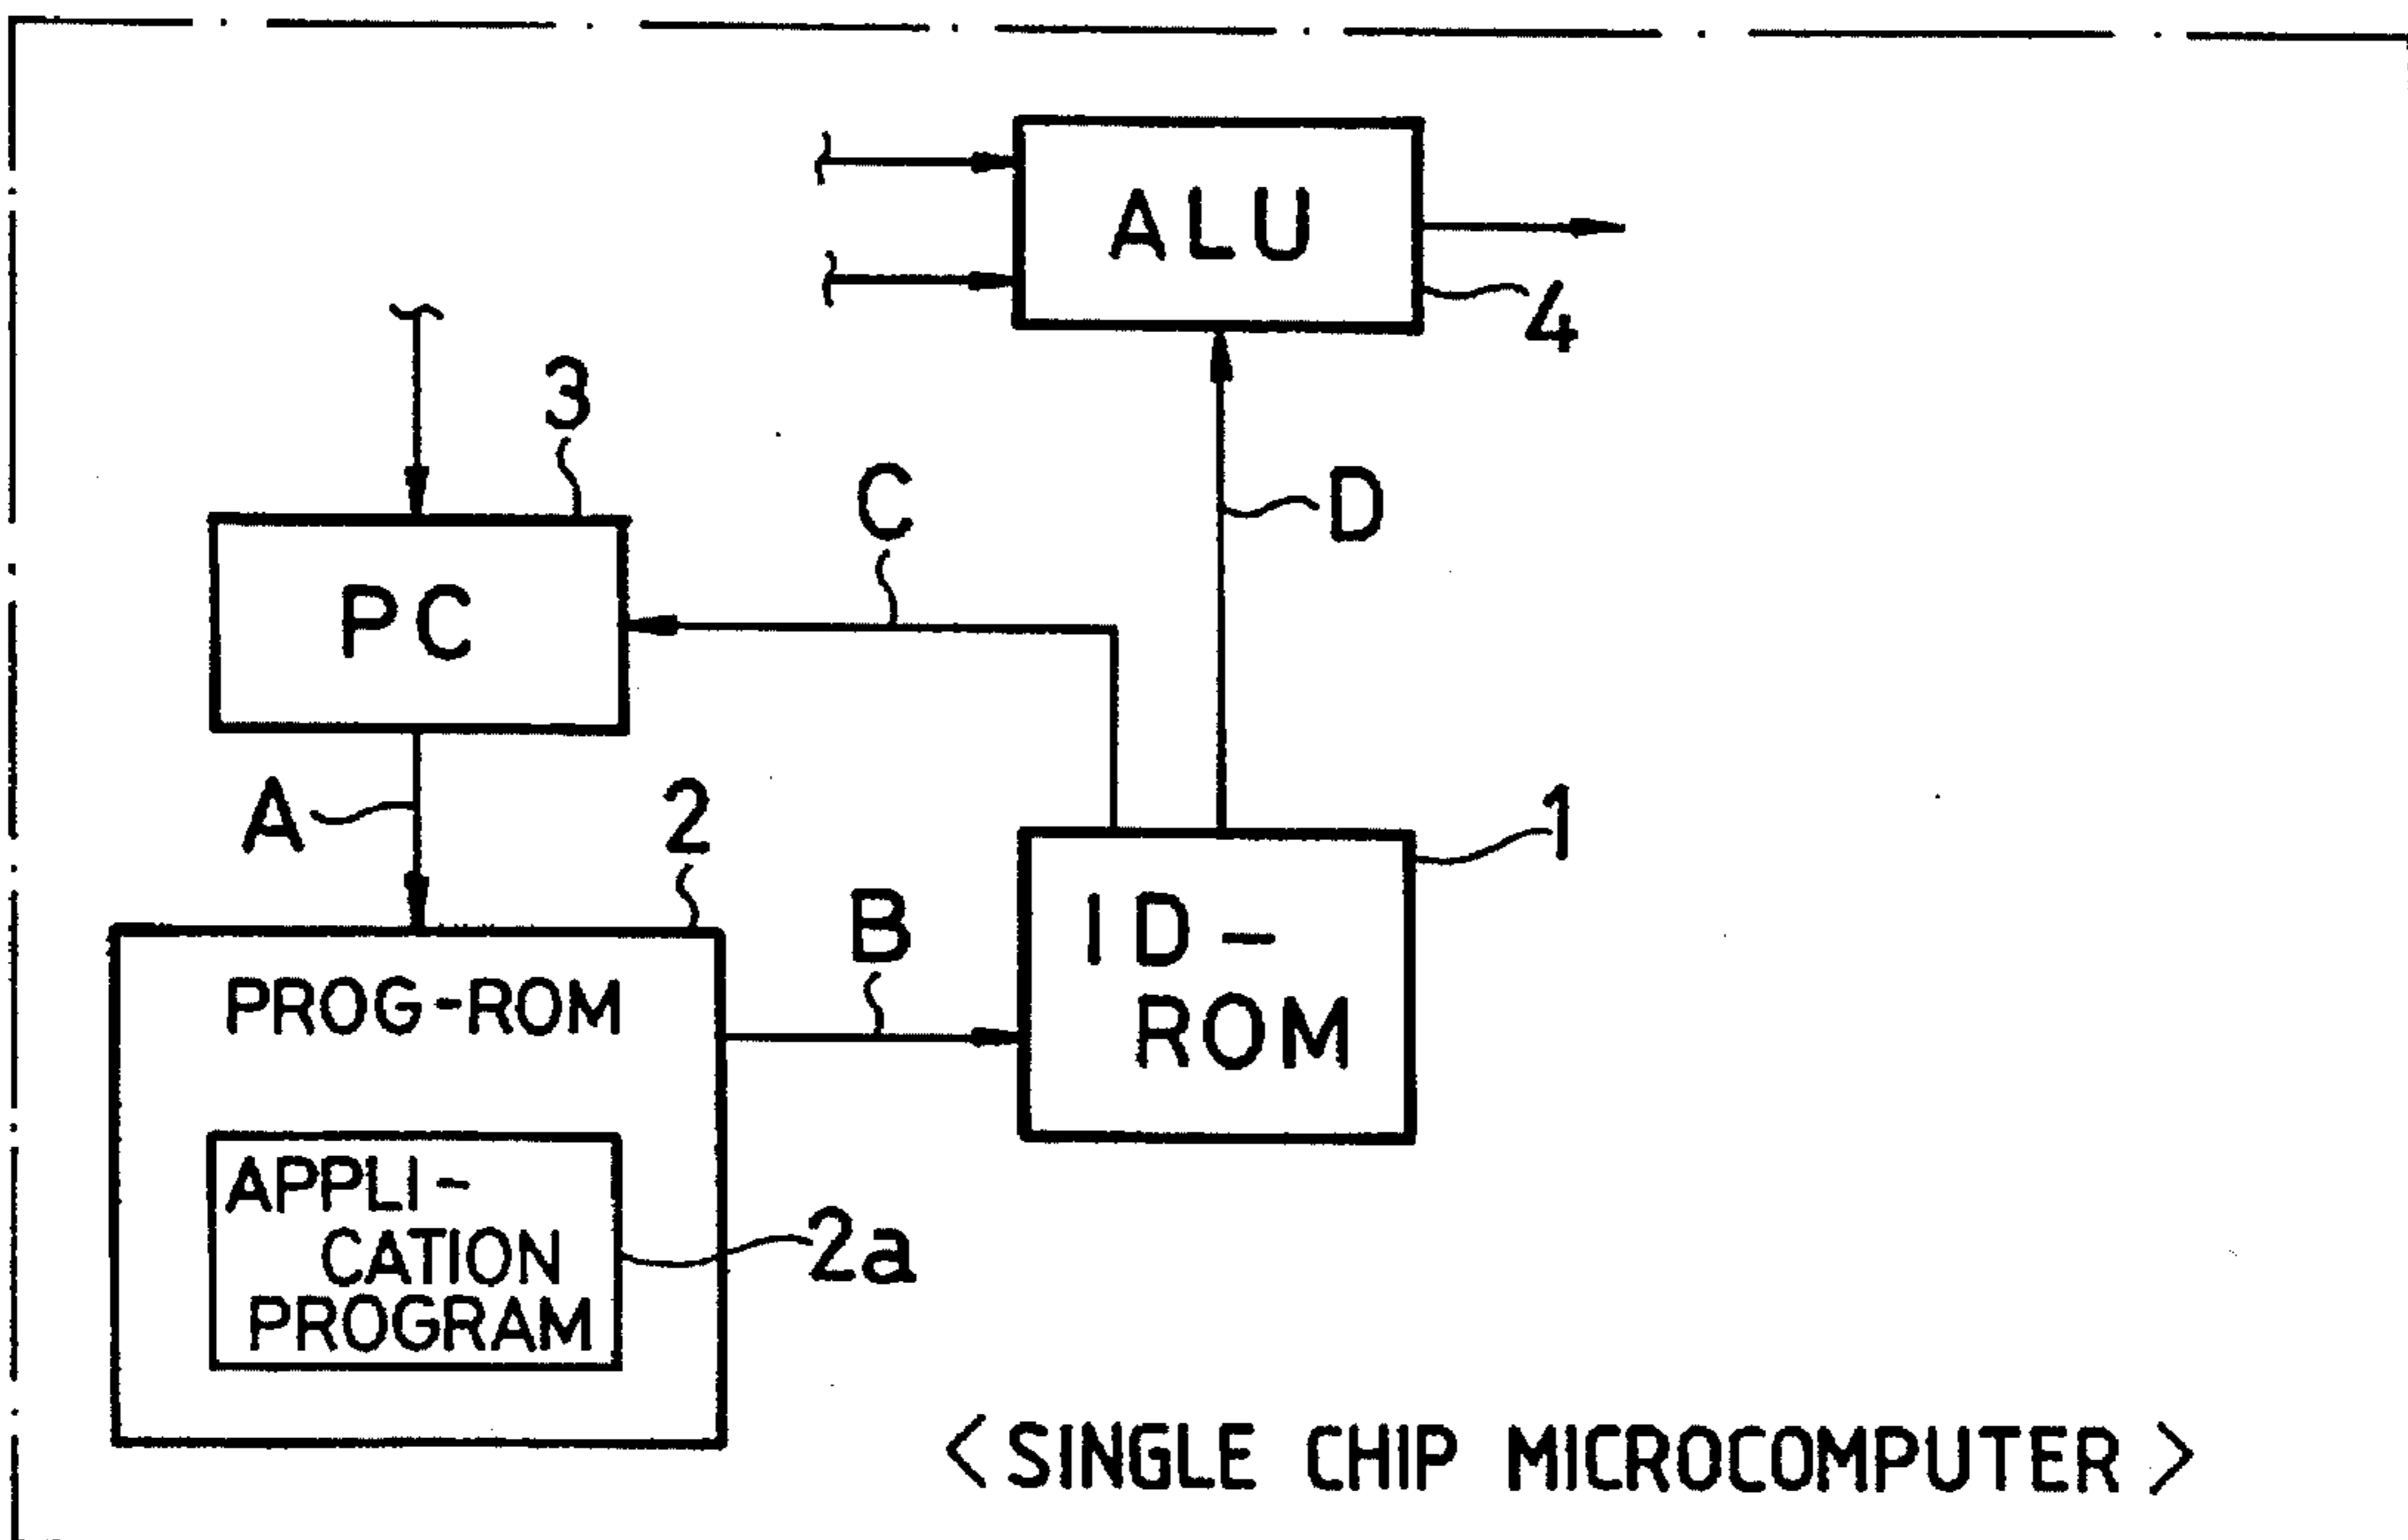 ALU
4
3
C
D
PC
A
2
1
B
ID-
ROM
PROG-ROM
APPLI-
CATION
PROGRAM
2a
<SINGLE CHIP MICROCOMPUTER>